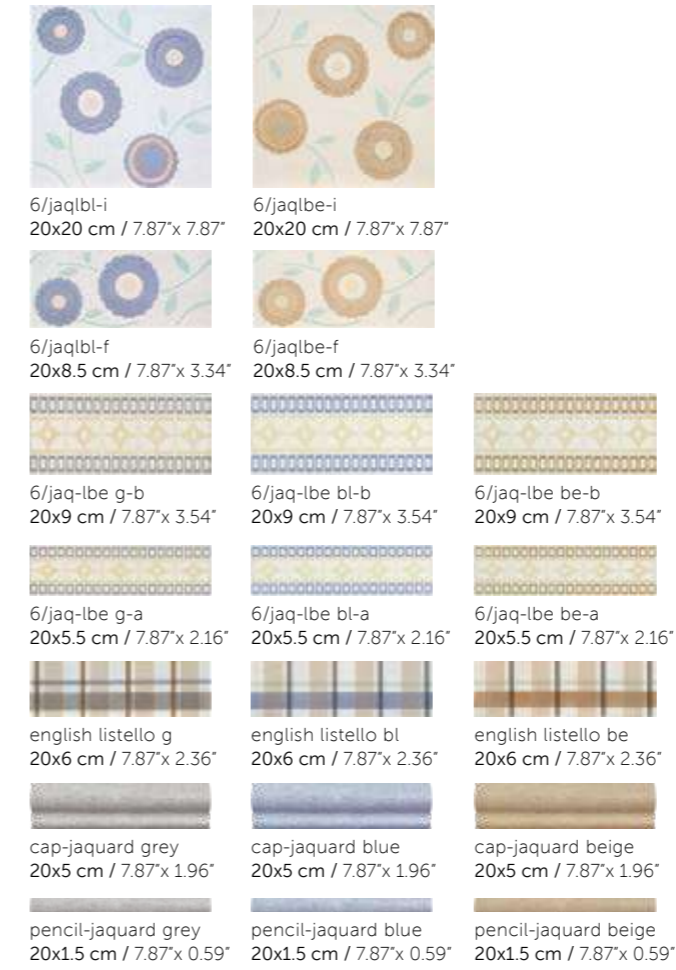 6/jaqlbl-i
20x20 cm / 7.87”x 7.87”
6/jaqlbe-i
20x20 cm / 7.87”x 7.87”
6/jaqlbl-f
20x8.5 cm / 7.87”x 3.34”
6/jaqlbe-f
20x8.5 cm / 7.87”x 3.34”
6/jaq-lbe g-b
20x9 cm / 7.87”x 3.54”
6/jaq-lbe bl-b
20x9 cm / 7.87”x 3.54”
6/jaq-lbe be-b
20x9 cm / 7.87”x 3.54”
6/jaq-lbe g-a
20x5.5 cm / 7.87”x 2.16”
6/jaq-lbe bl-a
20x5.5 cm / 7.87”x 2.16”
6/jaq-lbe be-a
20x5.5 cm / 7.87”x 2.16”
english listello g
20x6 cm / 7.87”x 2.36”
english listello bl
20x6 cm / 7.87”x 2.36”
english listello be
20x6 cm / 7.87”x 2.36”
cap-jaquard grey
20x5 cm / 7.87”x 1.96”
cap-jaquard blue
20x5 cm / 7.87”x 1.96”
cap-jaquard beige
20x5 cm / 7.87”x 1.96”
pencil-jaquard grey
20x1.5 cm / 7.87”x 0.59”
pencil-jaquard blue
20x1.5 cm / 7.87”x 0.59”
pencil-jaquard beige
20x1.5 cm / 7.87”x 0.59”